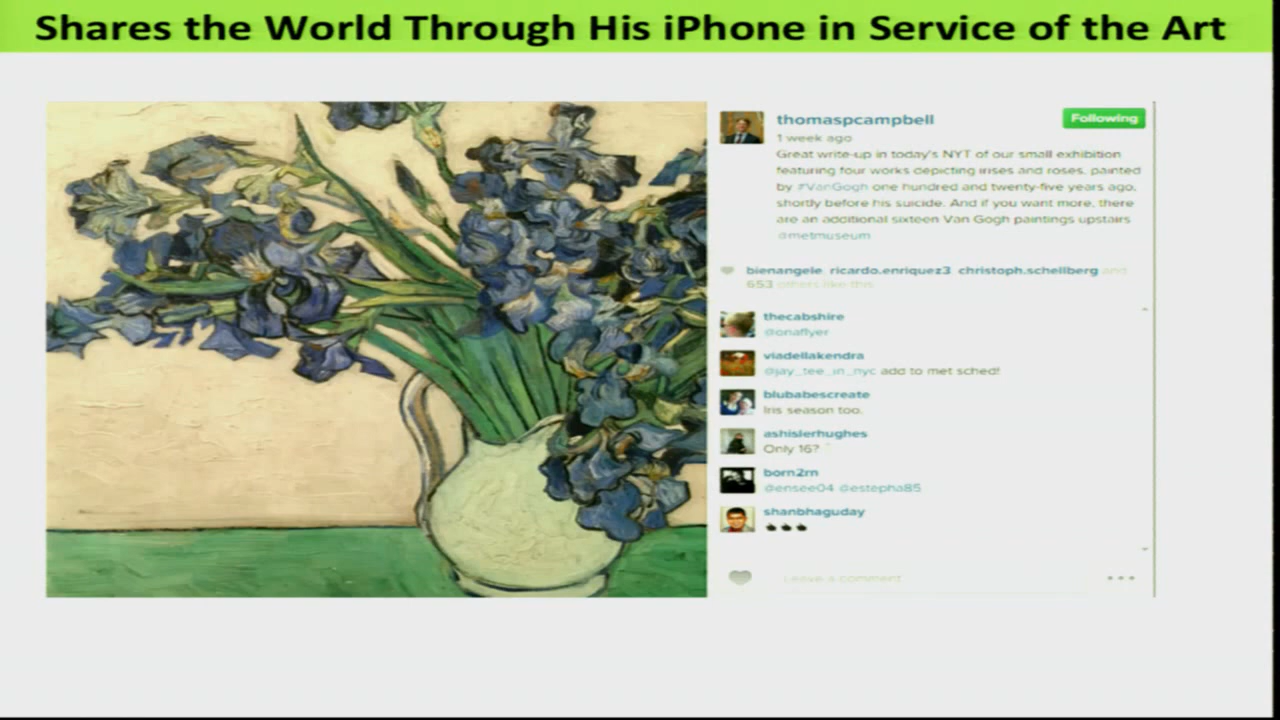 Shares the World Through His iPhone in Service of the Art
thomaspcampbell
Following
1 week ago
Great write-up in today's NYT of our small exhibition
featuring four works depicting irises and roses, painted
by #VanGogh one hundred and twenty-five years ago,
shortly before his suicide. And if you want more, there
are an additional sixteen Van Gogh paintings upstairs
@metmuseum
bienangele, ricardo.enriquez3, christoph.schellberg and
653 others like this.
thecabshire
@onaflyer
viadellakendra
@jay_tee_in_nyc add to met sched!
blubabescreate
Iris season too.
ashislerhughes
Only 16?
born2rn
@ensee04 @estepha85
shanbhaguday
Leave a comment